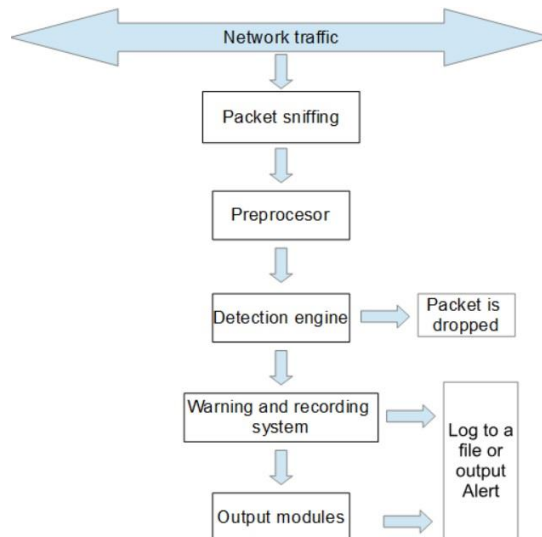 Network traffic
Packet sniffing
Preprocesor
Detection engine
Packet is
dropped
Warning and recording
system
Log to a
file or
output
Alert
Output modules